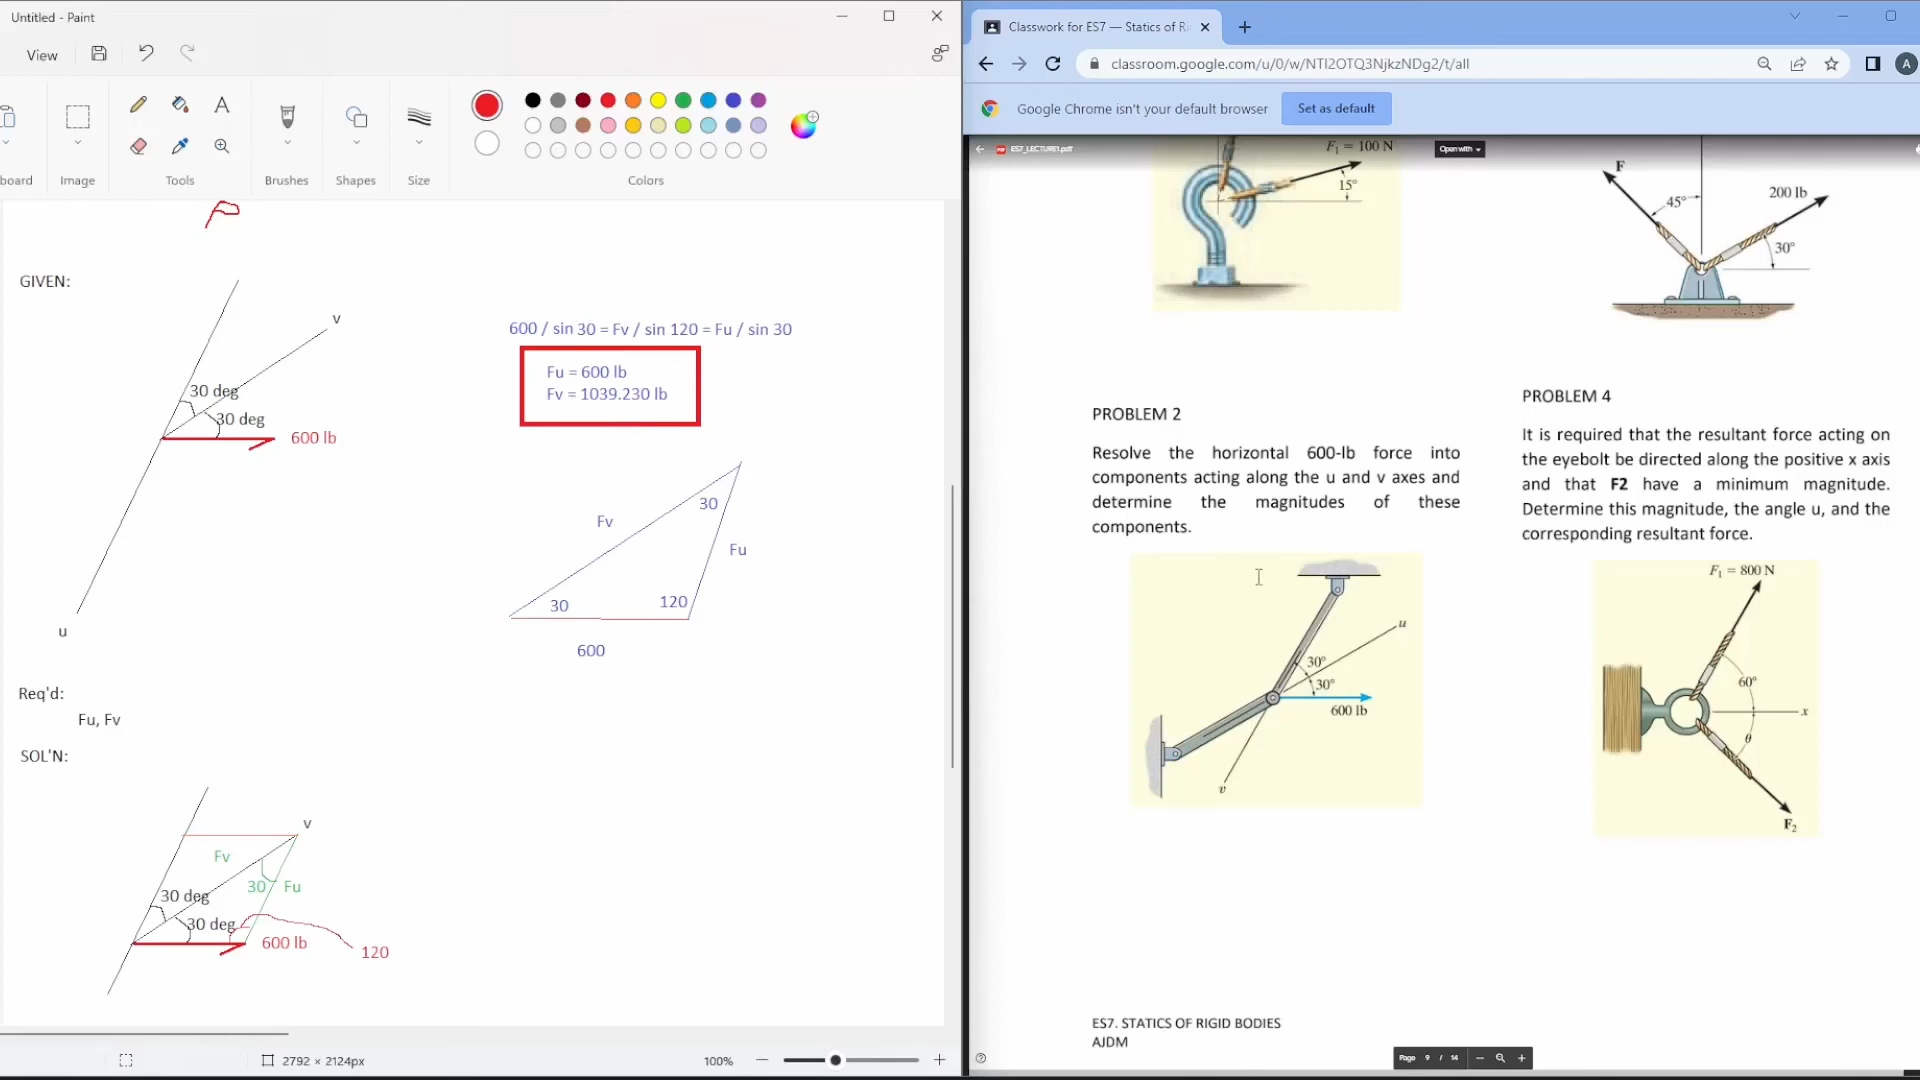 Untitled - Paint
View
board
Image
Tools
Brushes
Shapes
Size
Colors
P
GIVEN:
v
30 deg
30 deg
600 lb
u
600 / sin 30 = Fv / sin 120 = Fu / sin 30
Fu = 600 lb
Fv = 1039.230 lb
30
Fv
Fu
30
120
600
Req'd:
Fu, Fv
SOL'N:
v
Fv
30 deg
30
Fu
30 deg
600 lb
120
2792 × 2124px
100%
Classwork for ES7 — Statics of Ri
classroom.google.com/u/0/w/NTI2OTQ3NjkzNDg2/t/all
A
Google Chrome isn't your default browser
Set as default
ES7_LECTURE1.pdf
Open with
F₁ = 100 N
15°
F
45°
200 lb
30°
PROBLEM 2
Resolve the horizontal 600-lb force into
components acting along the u and v axes and
determine the magnitudes of these
components.
u
30°
30°
600 lb
v
PROBLEM 4
It is required that the resultant force acting on
the eyebolt be directed along the positive x axis
and that F2 have a minimum magnitude.
Determine this magnitude, the angle u, and the
corresponding resultant force.
F₁ = 800 N
60°
x
θ
F₂
ES7. STATICS OF RIGID BODIES
AJDM
Page 9 / 14